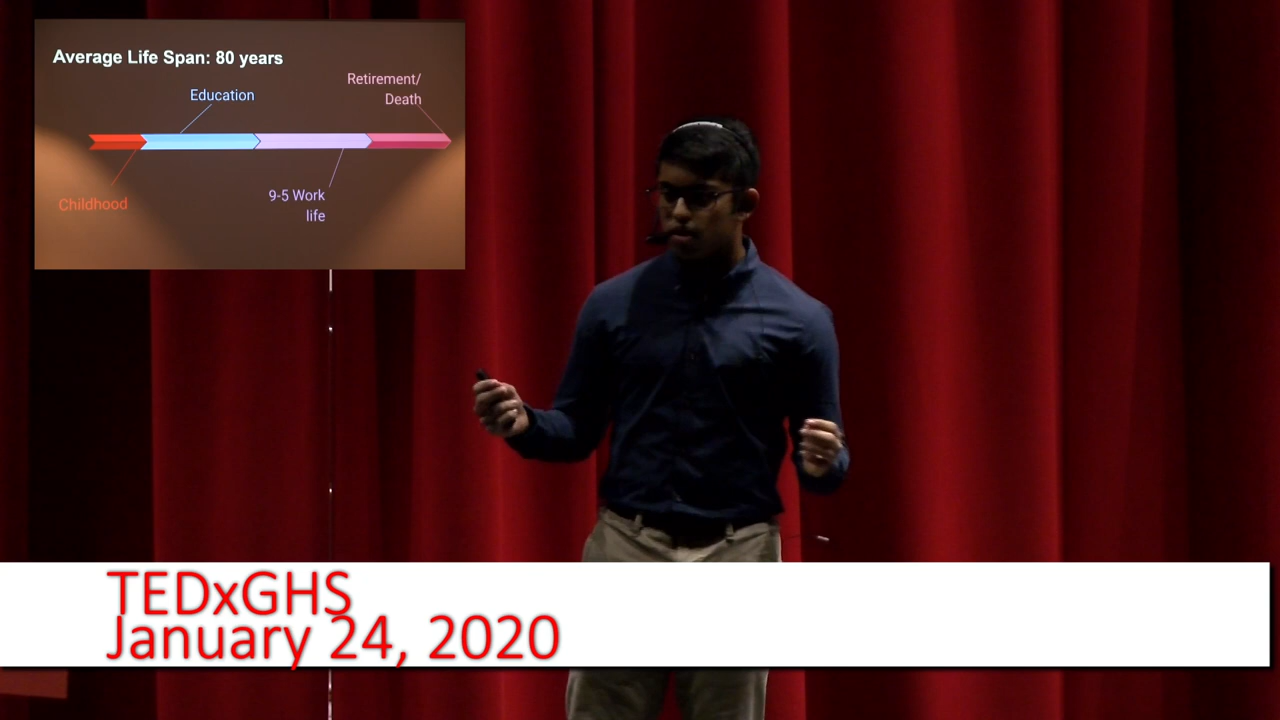 Average Life Span: 80 years
Retirement/
Death
Education
9-5 Work
life
Childhood
TEDxGHS
January 24, 2020